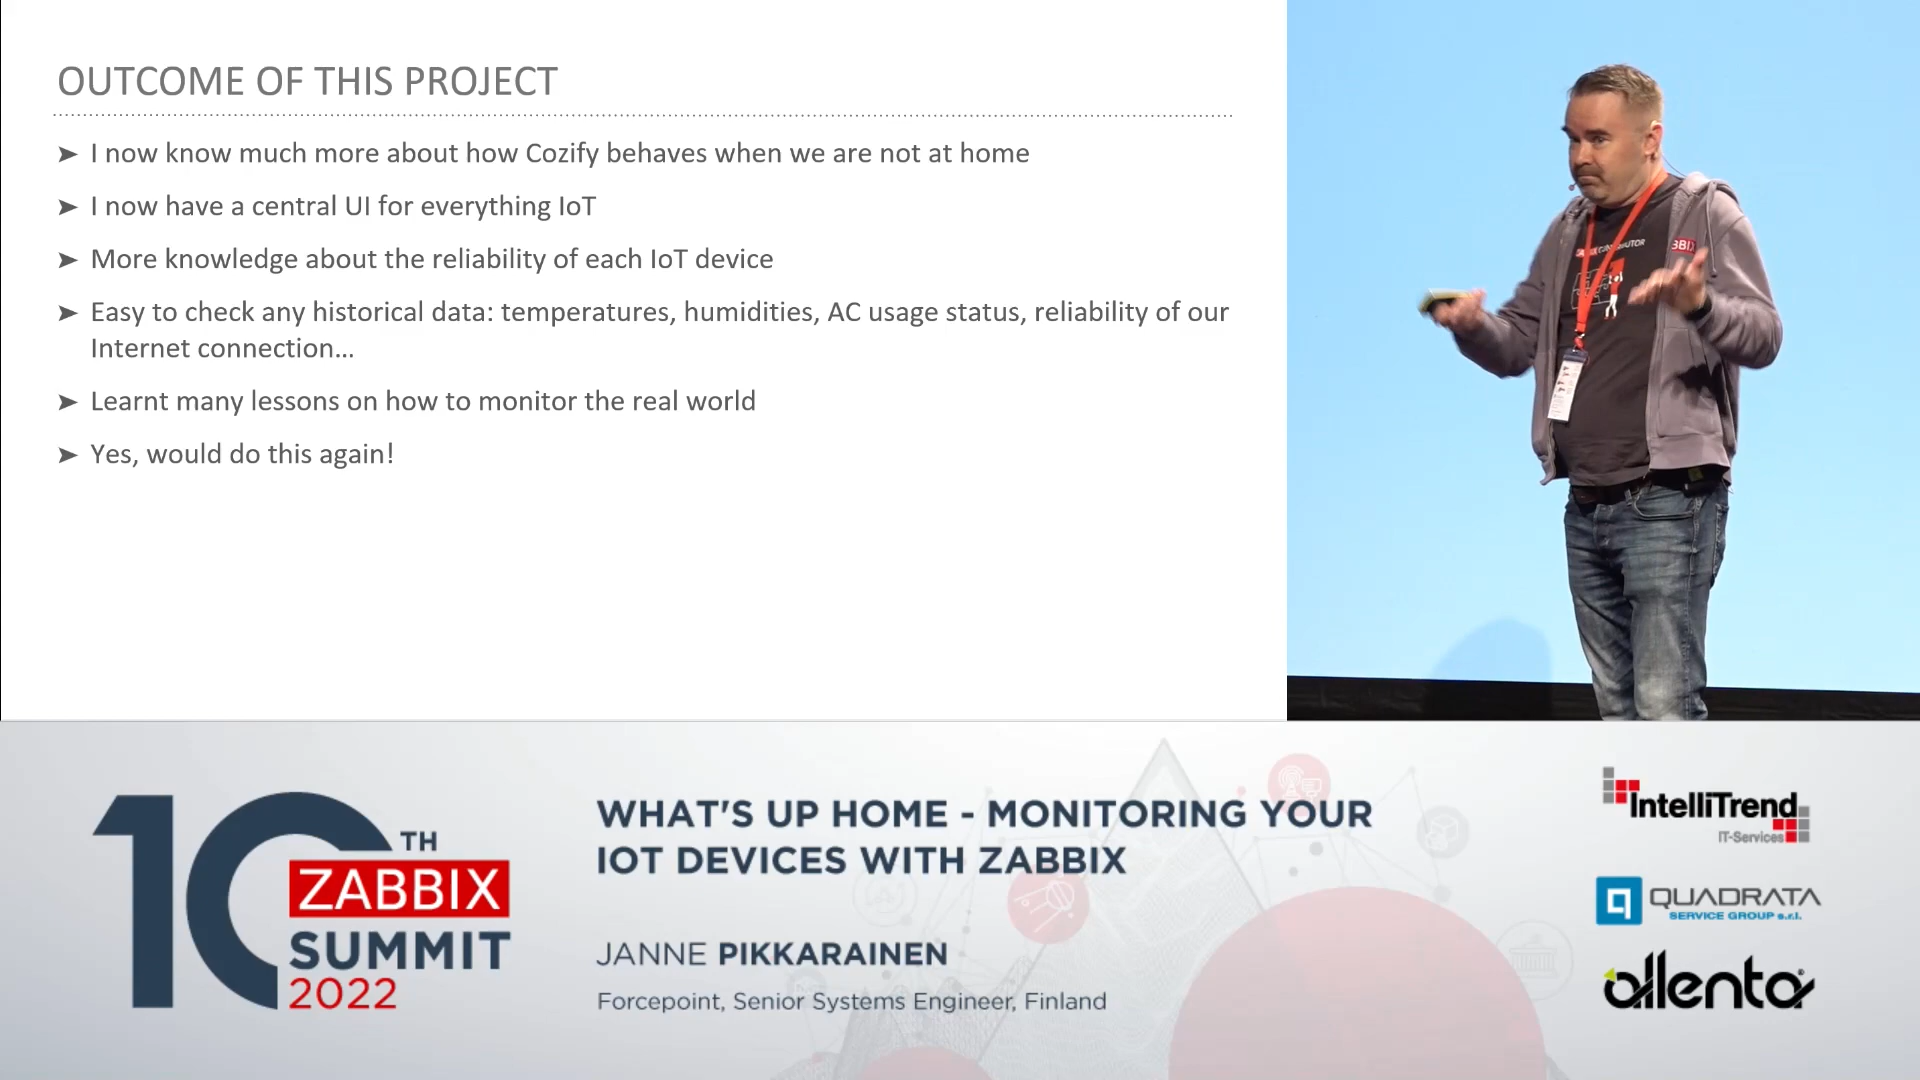 OUTCOME OF THIS PROJECT
➤ I now know much more about how Cozify behaves when we are not at home
➤ I now have a central UI for everything IoT
➤ More knowledge about the reliability of each IoT device
➤ Easy to check any historical data: temperatures, humidities, AC usage status, reliability of our
Internet connection...
➤ Learnt many lessons on how to monitor the real world
➤ Yes, would do this again!
10TH
ZABBIX
SUMMIT
2022
WHAT'S UP HOME - MONITORING YOUR
IOT DEVICES WITH ZABBIX
JANNE PIKKARAINEN
Forcepoint, Senior Systems Engineer, Finland
IntelliTrend
IT-Services
QUADRATA
SERVICE GROUP s.r.l.
allenta